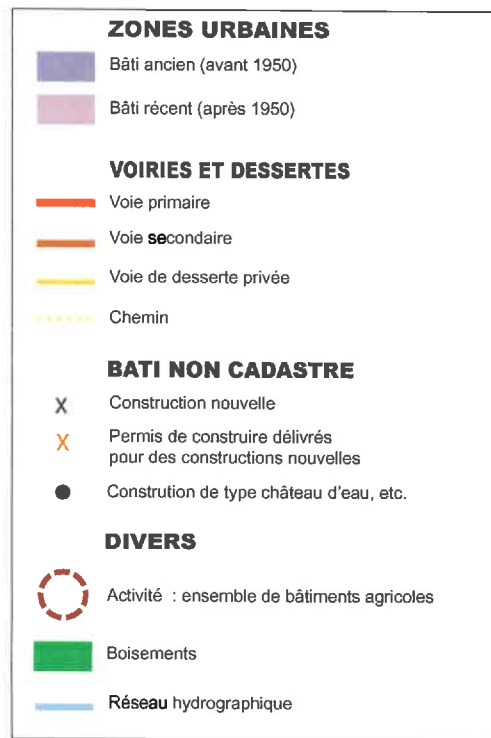 ZONES URBAINES
Bâti ancien (avant 1950)
Bâti récent (après 1950)
VOIRIES ET DESSERTES
Voie primaire
Voie secondaire
Voie de desserte privée
Chemin
BATI NON CADASTRE
X Construction nouvelle
X Permis de construire délivrés
pour des constructions nouvelles
Constrution de type château d'eau, etc.
DIVERS
Activité : ensemble de bâtiments agricoles
Boisements
Réseau hydrographique